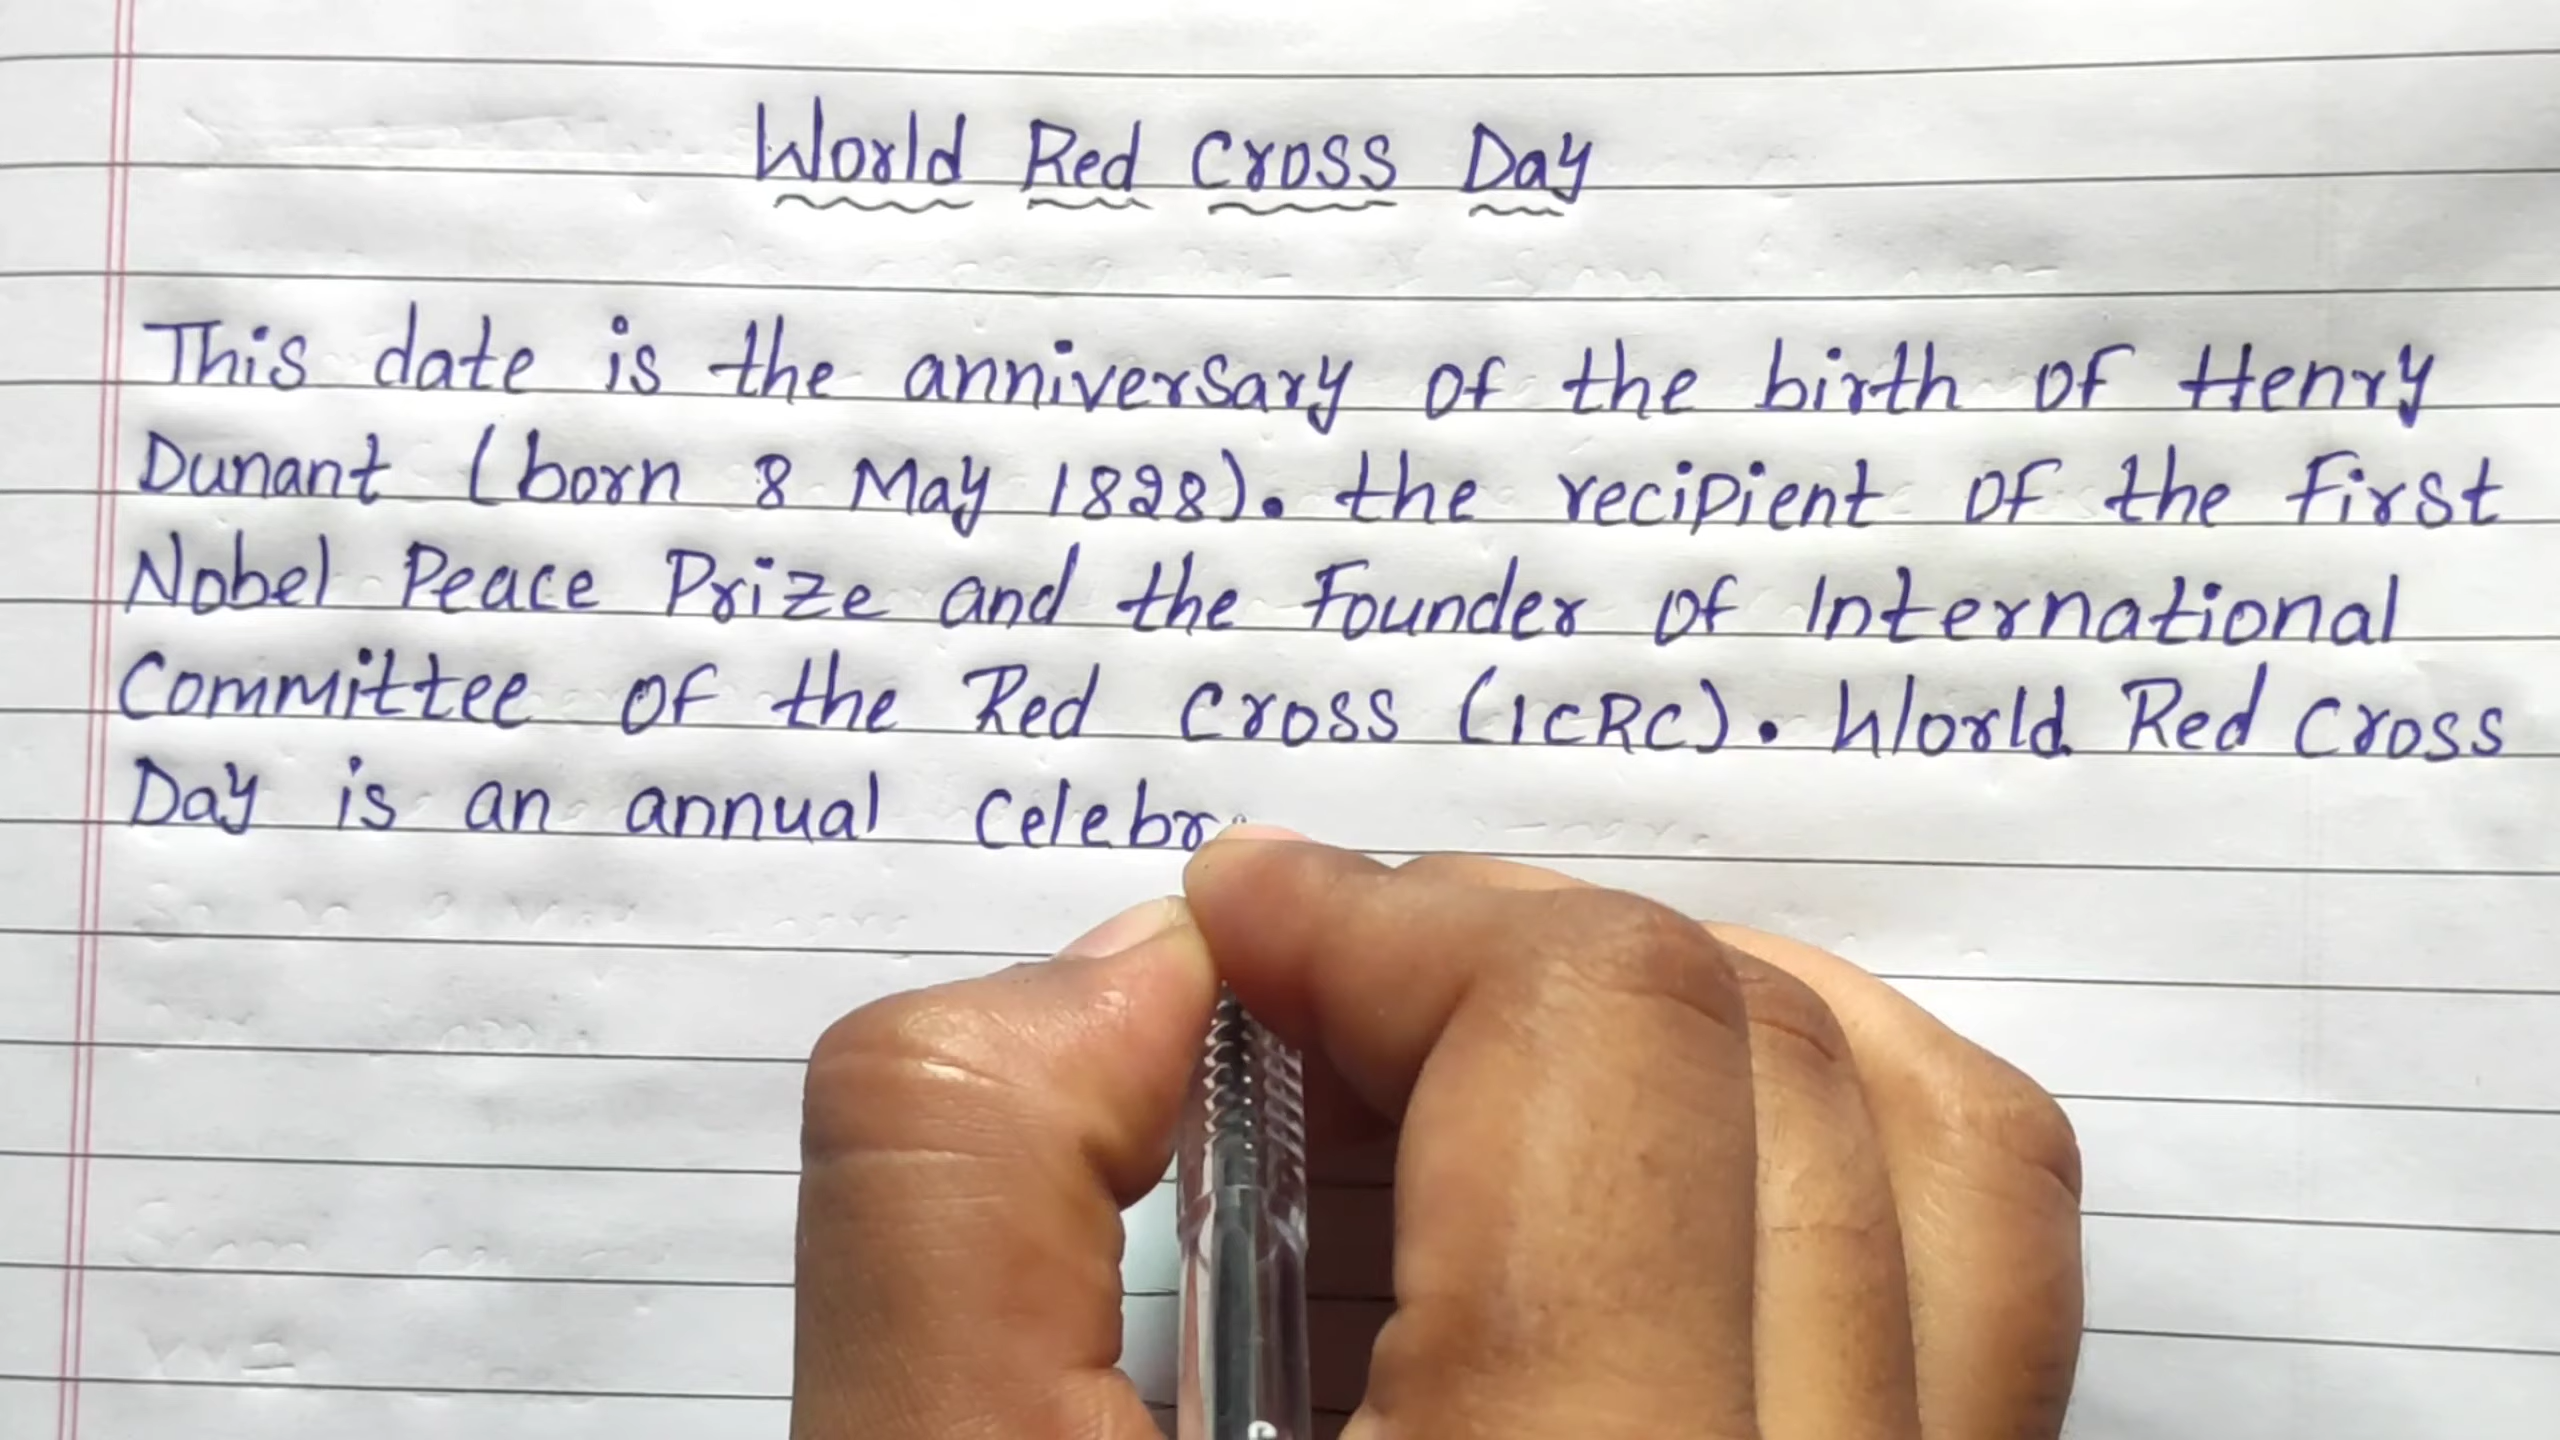 World Red Cross Day
This date is the anniversary of the birth of Henry
Dunant (born 8 May 1828). the recipient of the first
Nobel Peace Prize and the Founder of International
Committee of the Red Cross (ICRC). World Red Cross
Day is an annual celebr